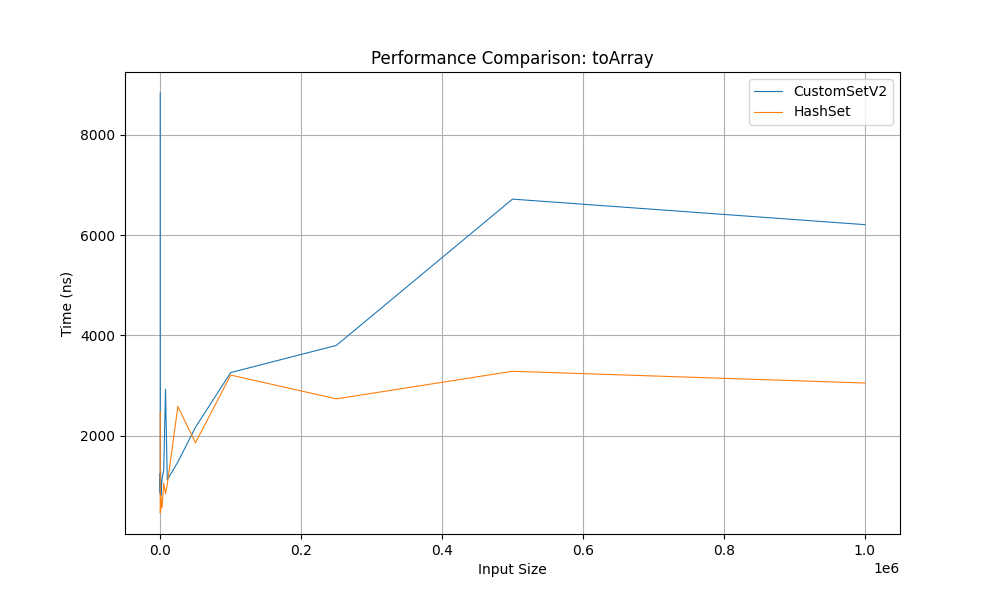 Performance Comparison: toArray
CustomSetV2
HashSet
8000
6000
4000
2000
Time (ns)
0.0 0.2 0.4 0.6 0.8 1.0
1e6
Input Size